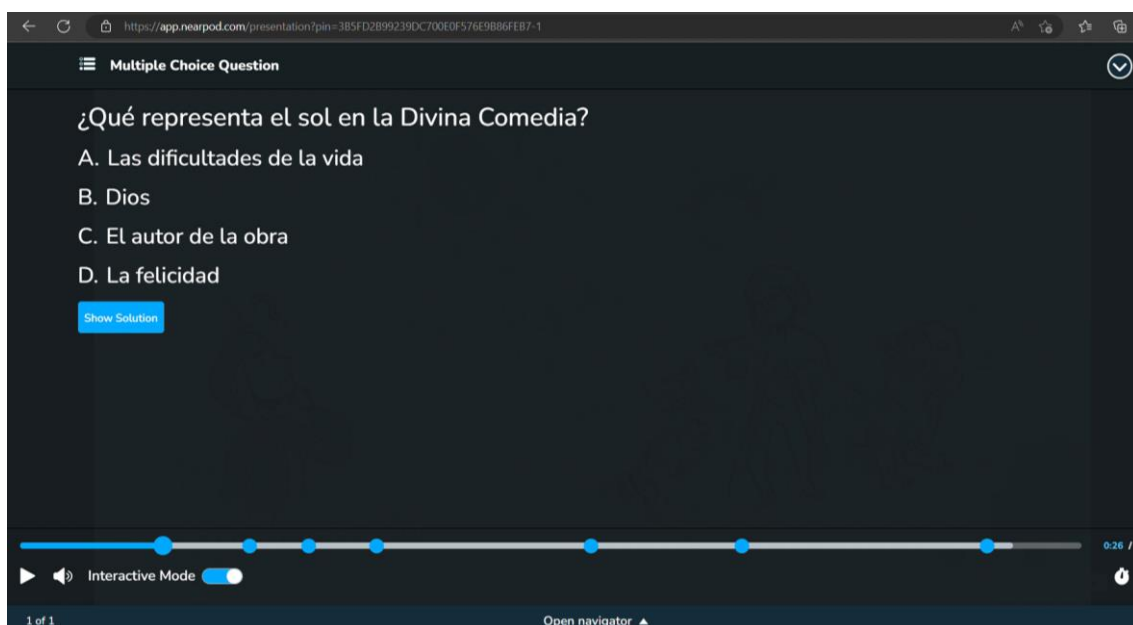 https://app.nearpod.com/presentation?pin=3B5FD2B99239DC700E0F576E9B86FEB7-1
Multiple Choice Question
¿Qué representa el sol en la Divina Comedia?
A. Las dificultades de la vida
B. Dios
C. El autor de la obra
D. La felicidad
Show Solution
0:26 /
Interactive Mode
1 of 1
Open navigator